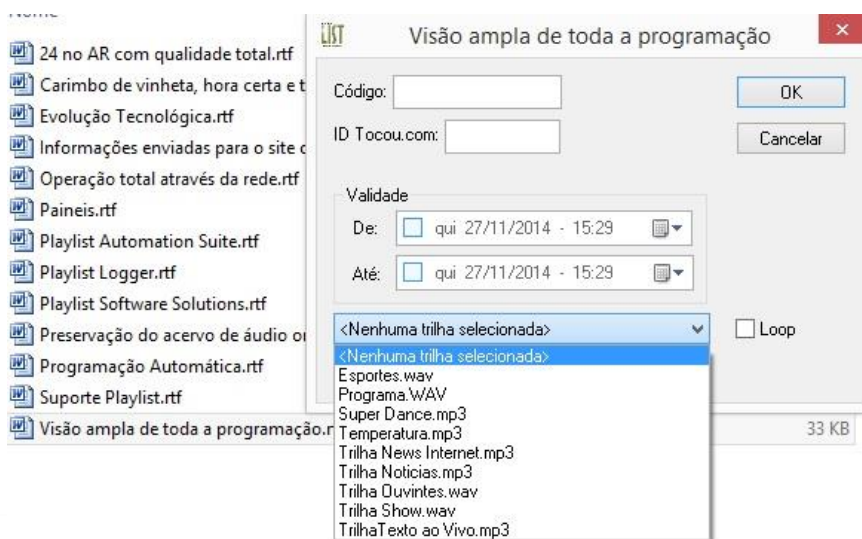 24 no AR com qualidade total.rtf
Carimbo de vinheta, hora certa e t
Evolução Tecnológica.rtf
Informações enviadas para o site
Operação total através da rede.rtf
Paineis.rtf
Playlist Automation Suite.rtf
Playlist Logger.rtf
Playlist Software Solutions.rtf
Preservação do acervo de áudio
Programação Automática.rtf
Suporte Playlist.rtf
Visão ampla de toda a programação.r
33 KB
LIST
Visão ampla de toda a programação
Código:
OK
ID Tocou.com:
Cancelar
Validade
De: qui 27/11/2014 - 15:29
Até: qui 27/11/2014 - 15:29
<Nenhuma trilha selecionada>
Loop
<Nenhuma trilha selecionada>
Esportes.wav
Programa.WAV
Super Dance.mp3
Temperatura.mp3
Trilha News Internet.mp3
Trilha Noticias.mp3
Trilha Ouvintes.wav
Trilha Show.wav
TrilhaTexto ao Vivo.mp3